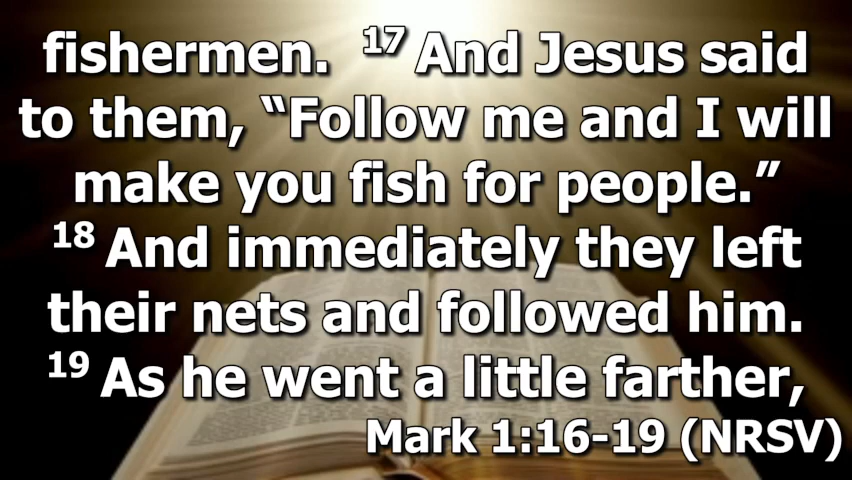 fishermen. 17 And Jesus said
to them, “Follow me and I will
make you fish for people.”
18 And immediately they left
their nets and followed him.
19 As he went a little farther,
Mark 1:16-19 (NRSV)